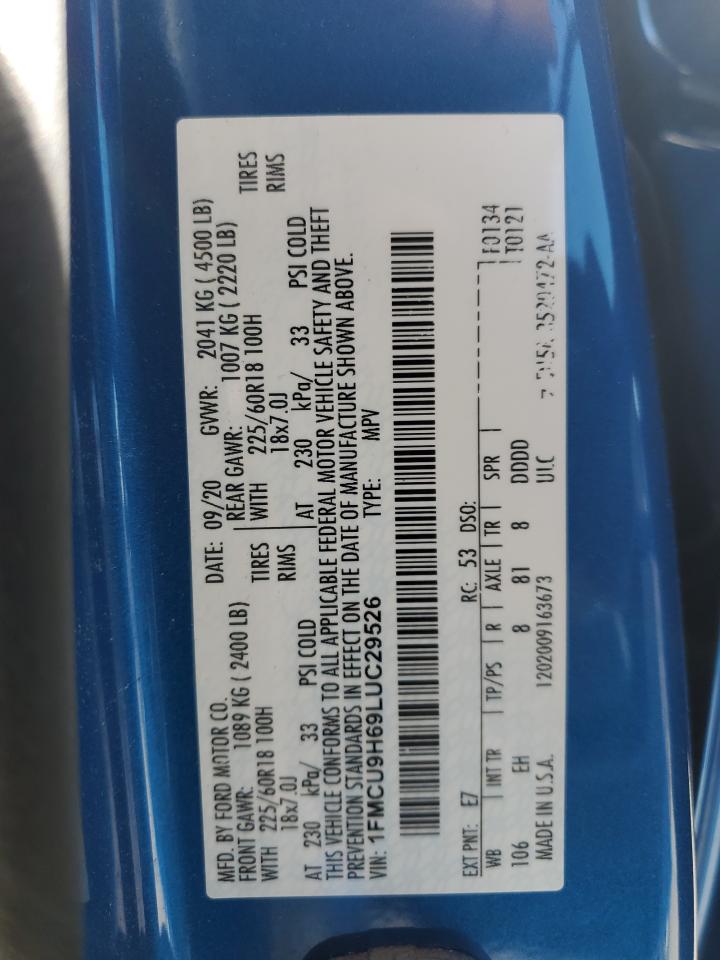 MFD. BY FORD MOTOR CO.
DATE: 09/20 GVWR: 2041 KG ( 4500 LB)
FRONT GAWR: 1089 KG ( 2400 LB) REAR GAWR: 1007 KG ( 2220 LB)
WITH 225/60R18 100H TIRES WITH 225/60R18 100H TIRES
18x7.0J RIMS 18x7.0J RIMS
AT 230 kPa/ 33 PSI COLD AT 230 kPa/ 33 PSI COLD
THIS VEHICLE CONFORMS TO ALL APPLICABLE FEDERAL MOTOR VEHICLE SAFETY AND THEFT
PREVENTION STANDARDS IN EFFECT ON THE DATE OF MANUFACTURE SHOWN ABOVE.
VIN: 1FMCU9H69LUC29526 TYPE: MPV
EXT PNT: E7 RC: 53 DSO: F0134
WB INT TR TP/PS R AXLE TR SPR T0121
106 EH 8 81 8 DDDD
MADE IN U.S.A. 1202009163673 UIC